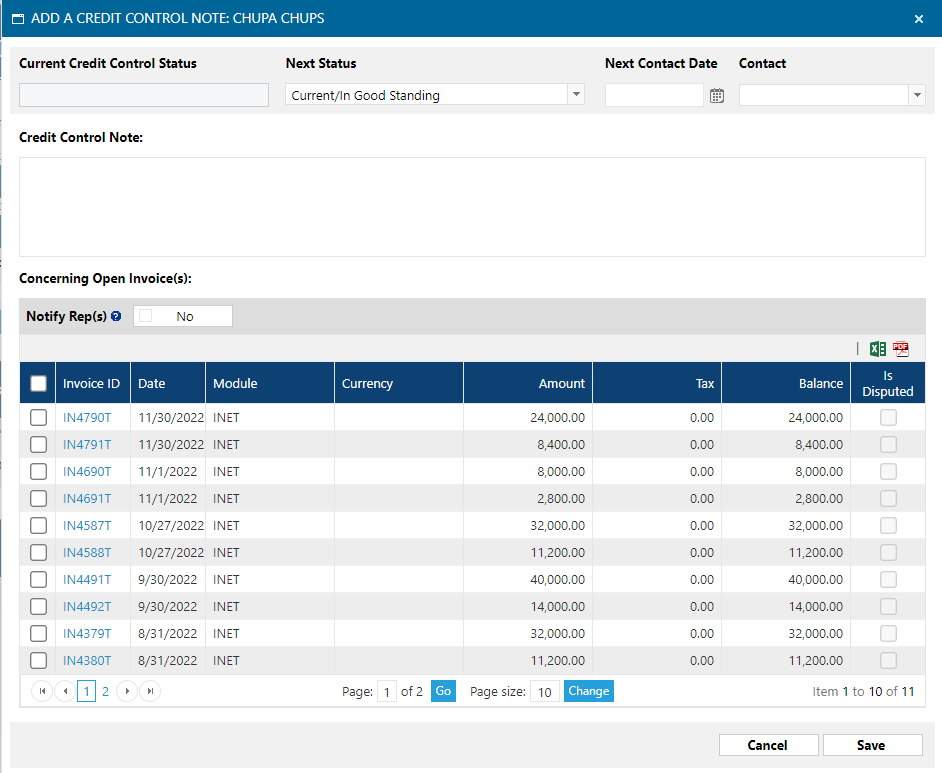 ADD A CREDIT CONTROL NOTE: CHUPA CHUPS
Current Credit Control Status Next Status Next Contact Date Contact
Current/In Good Standing
Credit Control Note:
Concerning Open Invoice(s):
Notify Rep(s) ? No
Invoice ID Date Module Currency Amount Tax Balance Is Disputed
IN4790T 11/30/2022 INET 24,000.00 0.00 24,000.00
IN4791T 11/30/2022 INET 8,400.00 0.00 8,400.00
IN4690T 11/1/2022 INET 8,000.00 0.00 8,000.00
IN4691T 11/1/2022 INET 2,800.00 0.00 2,800.00
IN4587T 10/27/2022 INET 32,000.00 0.00 32,000.00
IN4588T 10/27/2022 INET 11,200.00 0.00 11,200.00
IN4491T 9/30/2022 INET 40,000.00 0.00 40,000.00
IN4492T 9/30/2022 INET 14,000.00 0.00 14,000.00
IN4379T 8/31/2022 INET 32,000.00 0.00 32,000.00
IN4380T 8/31/2022 INET 11,200.00 0.00 11,200.00
1 2 Page: 1 of 2 Go Page size: 10 Change Item 1 to 10 of 11
Cancel Save